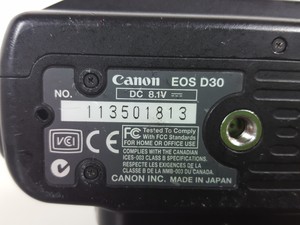 Canon EOS D30
DC 8.1V
NO.
113501813
VCI
CE
FC Tested To Comply
With FCC Standards
FOR HOME OR OFFICE USE
COMPLIES WITH THE CANADIAN
ICES-003 CLASS B SPECIFICATIONS.
RESPECTE LES EXIGENCES DE LA
CLASSE B DE LA NMB-003 DU CANADA.
CANON INC. MADE IN JAPAN